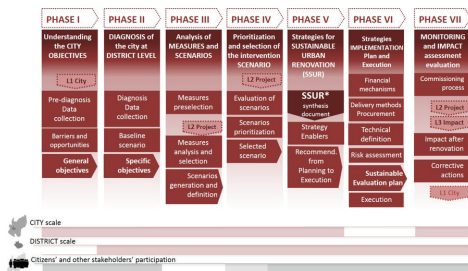 PHASE I
Understanding
the CITY
OBJECTIVES
L1 City
Pre-diagnosis
Data
collection
Barriers and
opportunities
General
objectives
PHASE II
DIAGNOSIS of
the city at
DISTRICT LEVEL
Diagnosis
Data
collection
Baseline
scenario
Specific
objectives
PHASE III
Analysis of
MEASURES and
SCENARIOS
Measures
preselection
L2 Project
Measures
analysis and
selection
Scenarios
generation and
definition
PHASE IV
Prioritization
and selection of
the intervention
SCENARIO
L2 Project
Evaluation of
scenarios
Scenarios
prioritization
Selected
scenario
PHASE V
Strategies for
SUSTAINABLE
URBAN
RENOVATION
(SSUR)
SSUR*
synthesis
document
Strategy
Enablers
Recommend.
from
Planning to
Execution
PHASE VI
Strategies
IMPLEMENTATION
Plan and
Execution
Financial
mechanisms
Delivery methods
Procurement
Technical
definition
Risk assessment
Sustainable
Evaluation plan
Execution
PHASE VII
MONITORING
and IMPACT
assessment
evaluation
Commissioning
process
L2 Project
L3 Impact
Impact after
renovation
Corrective
actions
L1 City
CITY scale
DISTRICT scale
Citizens' and other stakeholders' participation